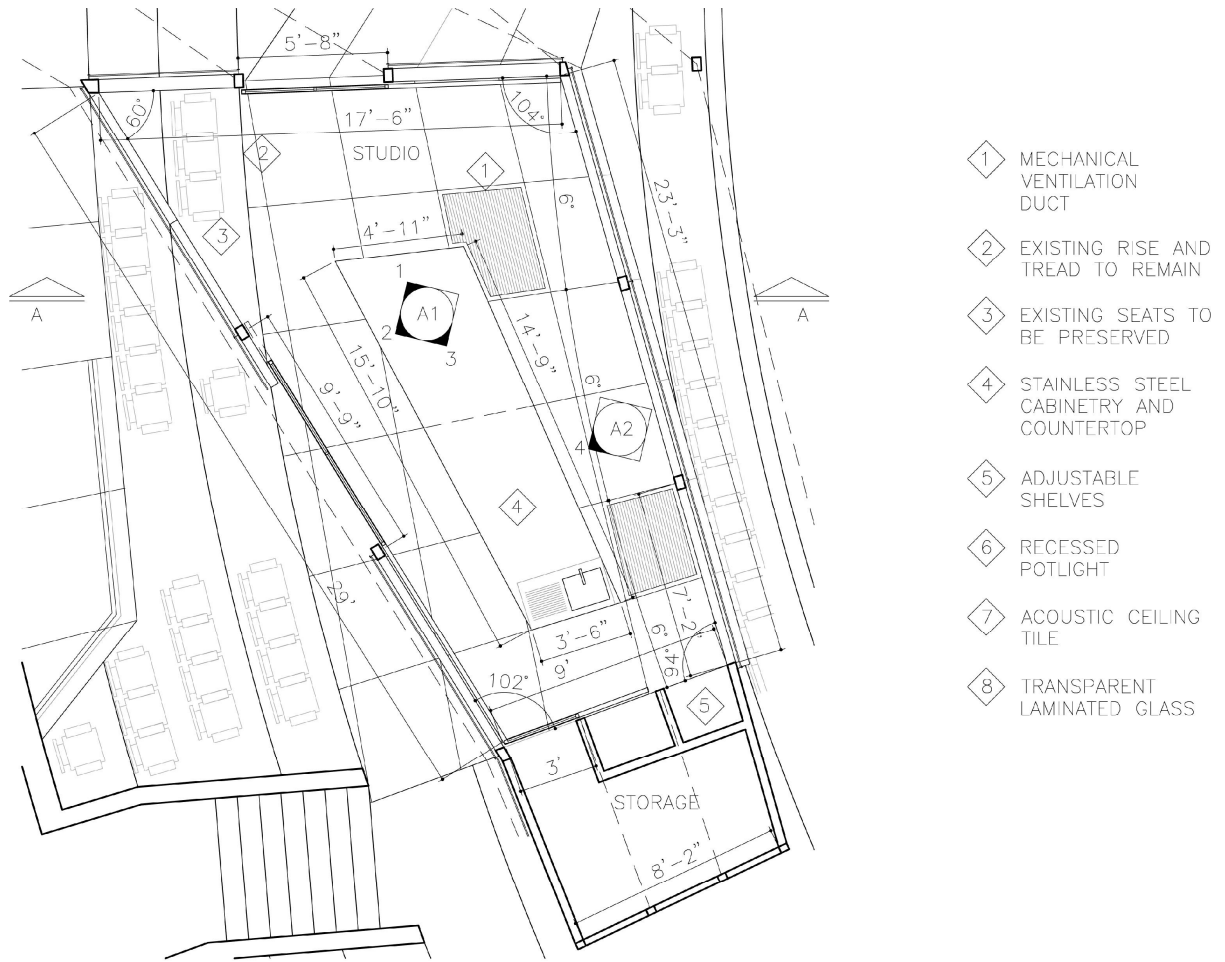 5'-8"
60°
17'-6"
104°
2
STUDIO
1
6°
23'-3"
3
4'-11"
1
A1
2
3
A
A
14'-9"
15'-10"
9'-9"
6°
A2
4
4
29'
3'-6"
6°
7'-2"
9'
94°
102°
5
3'
STORAGE
8'-2"
1 MECHANICAL
VENTILATION
DUCT
2 EXISTING RISE AND
TREAD TO REMAIN
3 EXISTING SEATS TO
BE PRESERVED
4 STAINLESS STEEL
CABINETRY AND
COUNTERTOP
5 ADJUSTABLE
SHELVES
6 RECESSED
POTLIGHT
7 ACOUSTIC CEILING
TILE
8 TRANSPARENT
LAMINATED GLASS